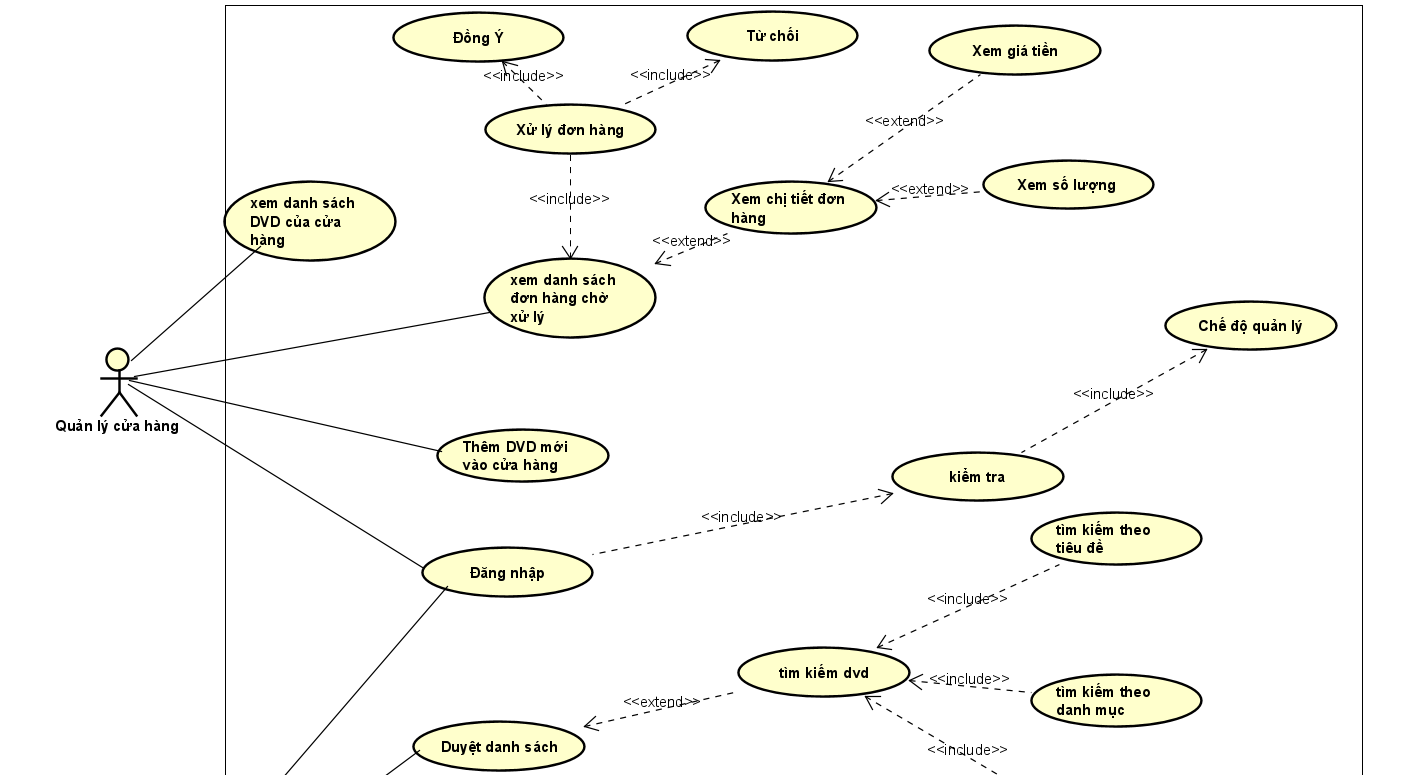 Đồng Ý
Từ chối
Xem giá tiền
<<include>>
<<include>>
Xử lý đơn hàng
<<extend>>
<<include>>
<<extend>>
Xem số lượng
xem danh sách
DVD của cửa
hàng
Xem chị tiết đơn
hàng
<<extend>>
xem danh sách
đơn hàng chờ
xử lý
Chế độ quản lý
<<include>>
Quản lý cửa hàng
Thêm DVD mới
vào cửa hàng
kiểm tra
<<include>>
tìm kiếm theo
tiêu đề
Đăng nhập
<<include>>
tìm kiếm dvd
<<include>>
tìm kiếm theo
danh mục
<<extend>>
Duyệt danh sách
<<include>>